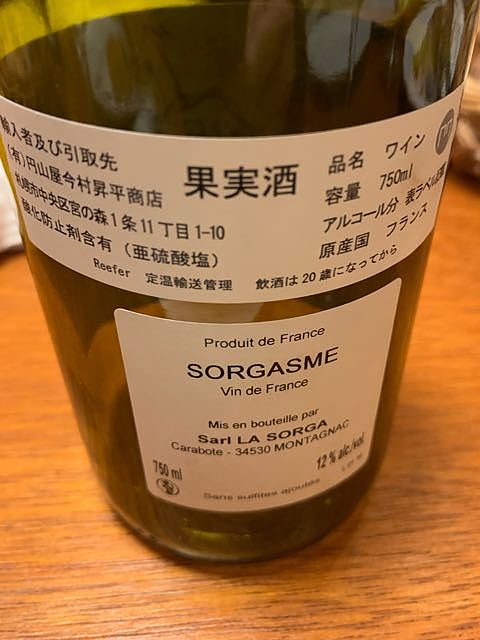 輸入者及び引取先
(有)円山屋今村昇平商店
札幌市中央区宮の森1条11丁目1-10
酸化防止剤含有(亜硫酸塩)
Reefer 定温輸送管理 飲酒は20歳になってから
果実酒
品名 ワイン
容量 750ml
アルコール分 表ラベル記載
原産国 フランス
Produit de France
SORGASME
Vin de France
Mis en bouteille par
Sarl LA SORGA
Carabote - 34530 MONTAGNAC
750 ml
12 % alc/vol.
Sans sulfites ajoutés